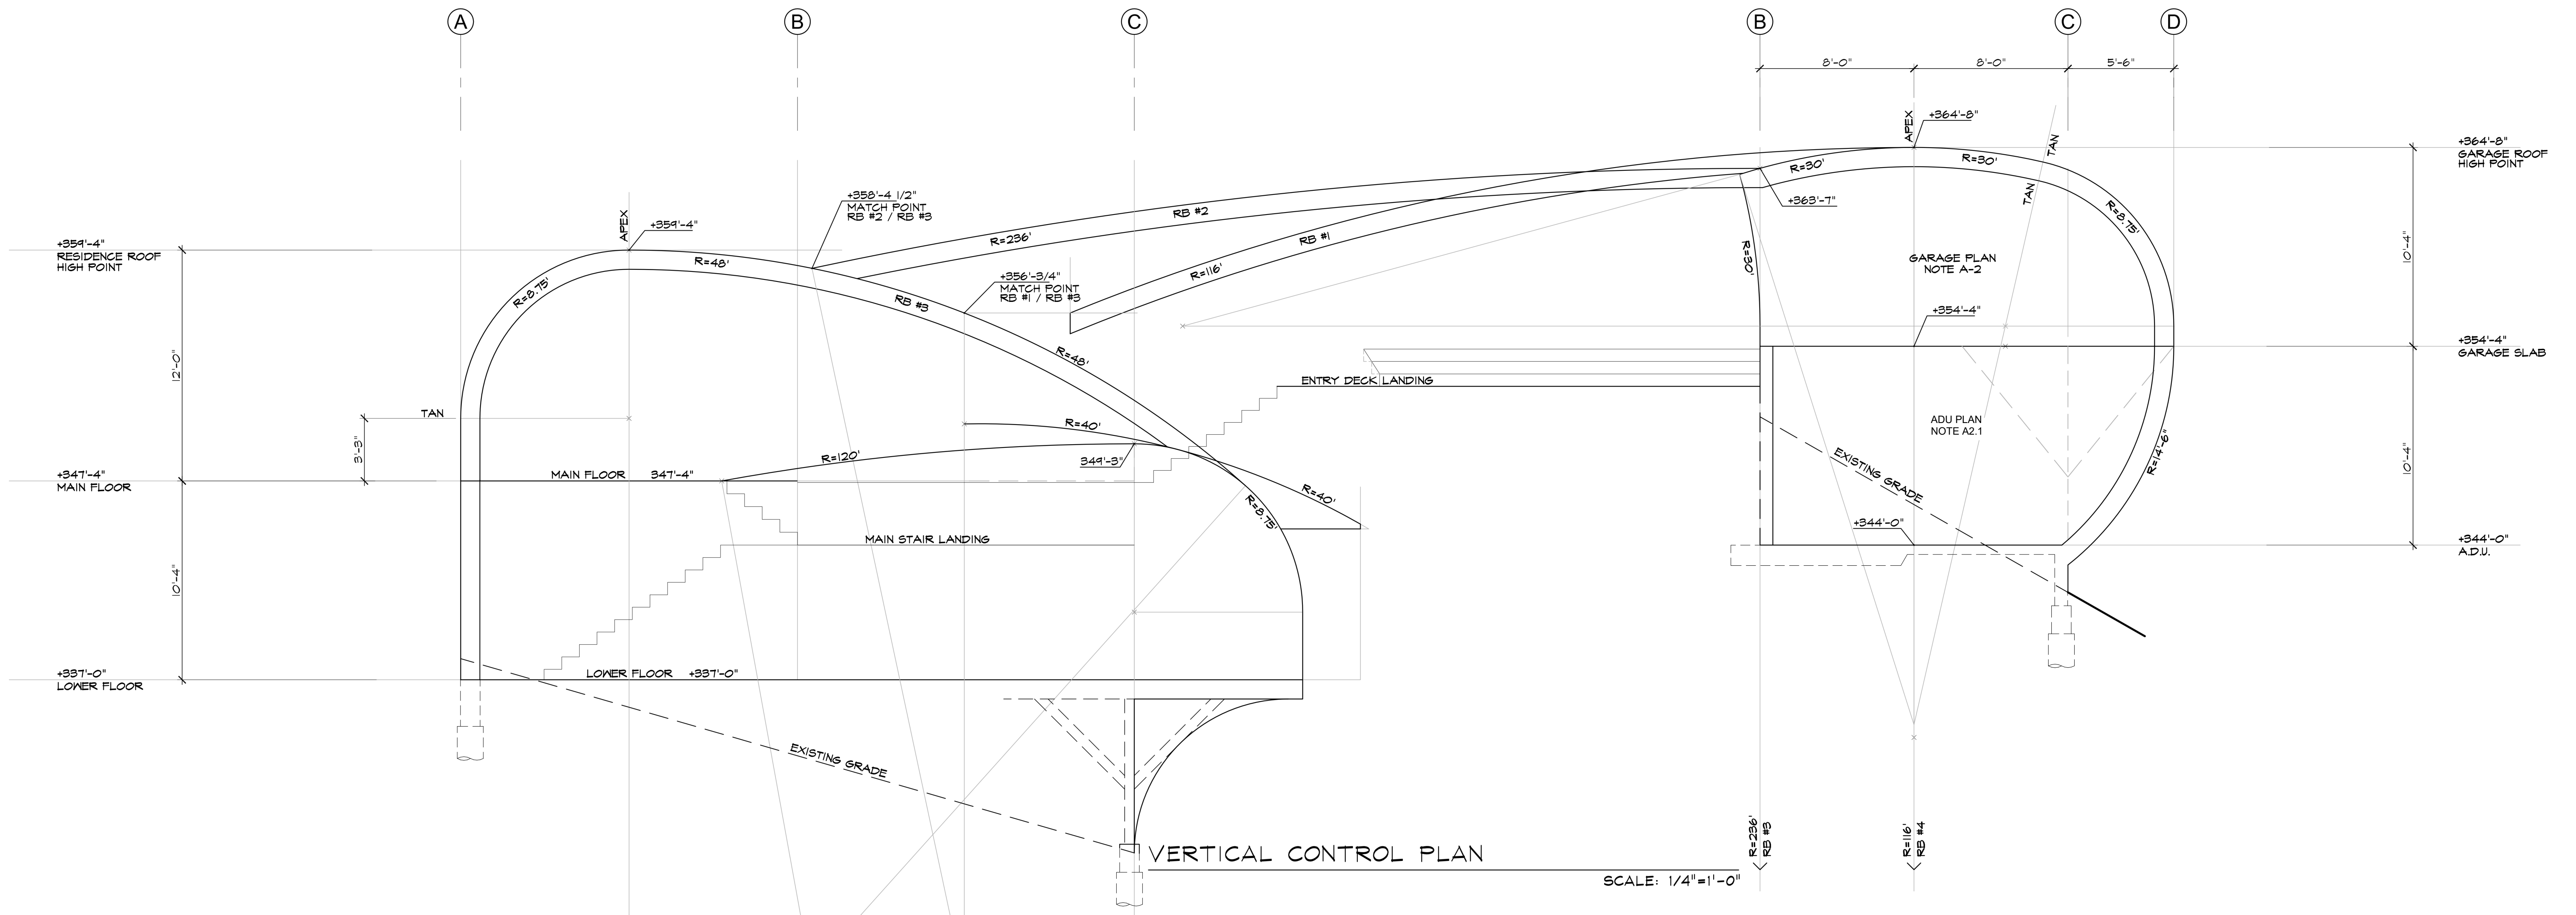 A
B
C
B
C
D
8'-0"
8'-0"
5'-6"
APEX
+364'-8"
TAN
+364'-8"
GARAGE ROOF
HIGH POINT
R=30'
R=30'
TAN
+358'-4 1/2"
MATCH POINT
RB #2 / RB #3
RB #2
+363'-7"
R=8.75'
APEX
+359'-4"
R=236'
RB #1
R=30'
+359'-4"
RESIDENCE ROOF
HIGH POINT
R=48'
R=116'
GARAGE PLAN
NOTE A-2
10'-4"
+356'-3/4"
MATCH POINT
RB #1 / RB #3
R=8.75'
RB #3
+354'-4"
+354'-4"
GARAGE SLAB
12'-0"
R=48'
ENTRY DECK LANDING
TAN
R=40'
ADU PLAN
NOTE A2.1
3'-3"
R=120'
349'-3"
EXISTING GRADE
R=14'-6"
10'-4"
+347'-4"
MAIN FLOOR
MAIN FLOOR 347'-4"
R=40'
R=8.75'
+344'-0"
MAIN STAIR LANDING
+344'-0"
A.D.U.
10'-4"
+337'-0"
LOWER FLOOR
LOWER FLOOR +337'-0"
EXISTING GRADE
R=236'
RB #3
R=116'
RB #4
VERTICAL CONTROL PLAN
SCALE: 1/4"=1'-0"